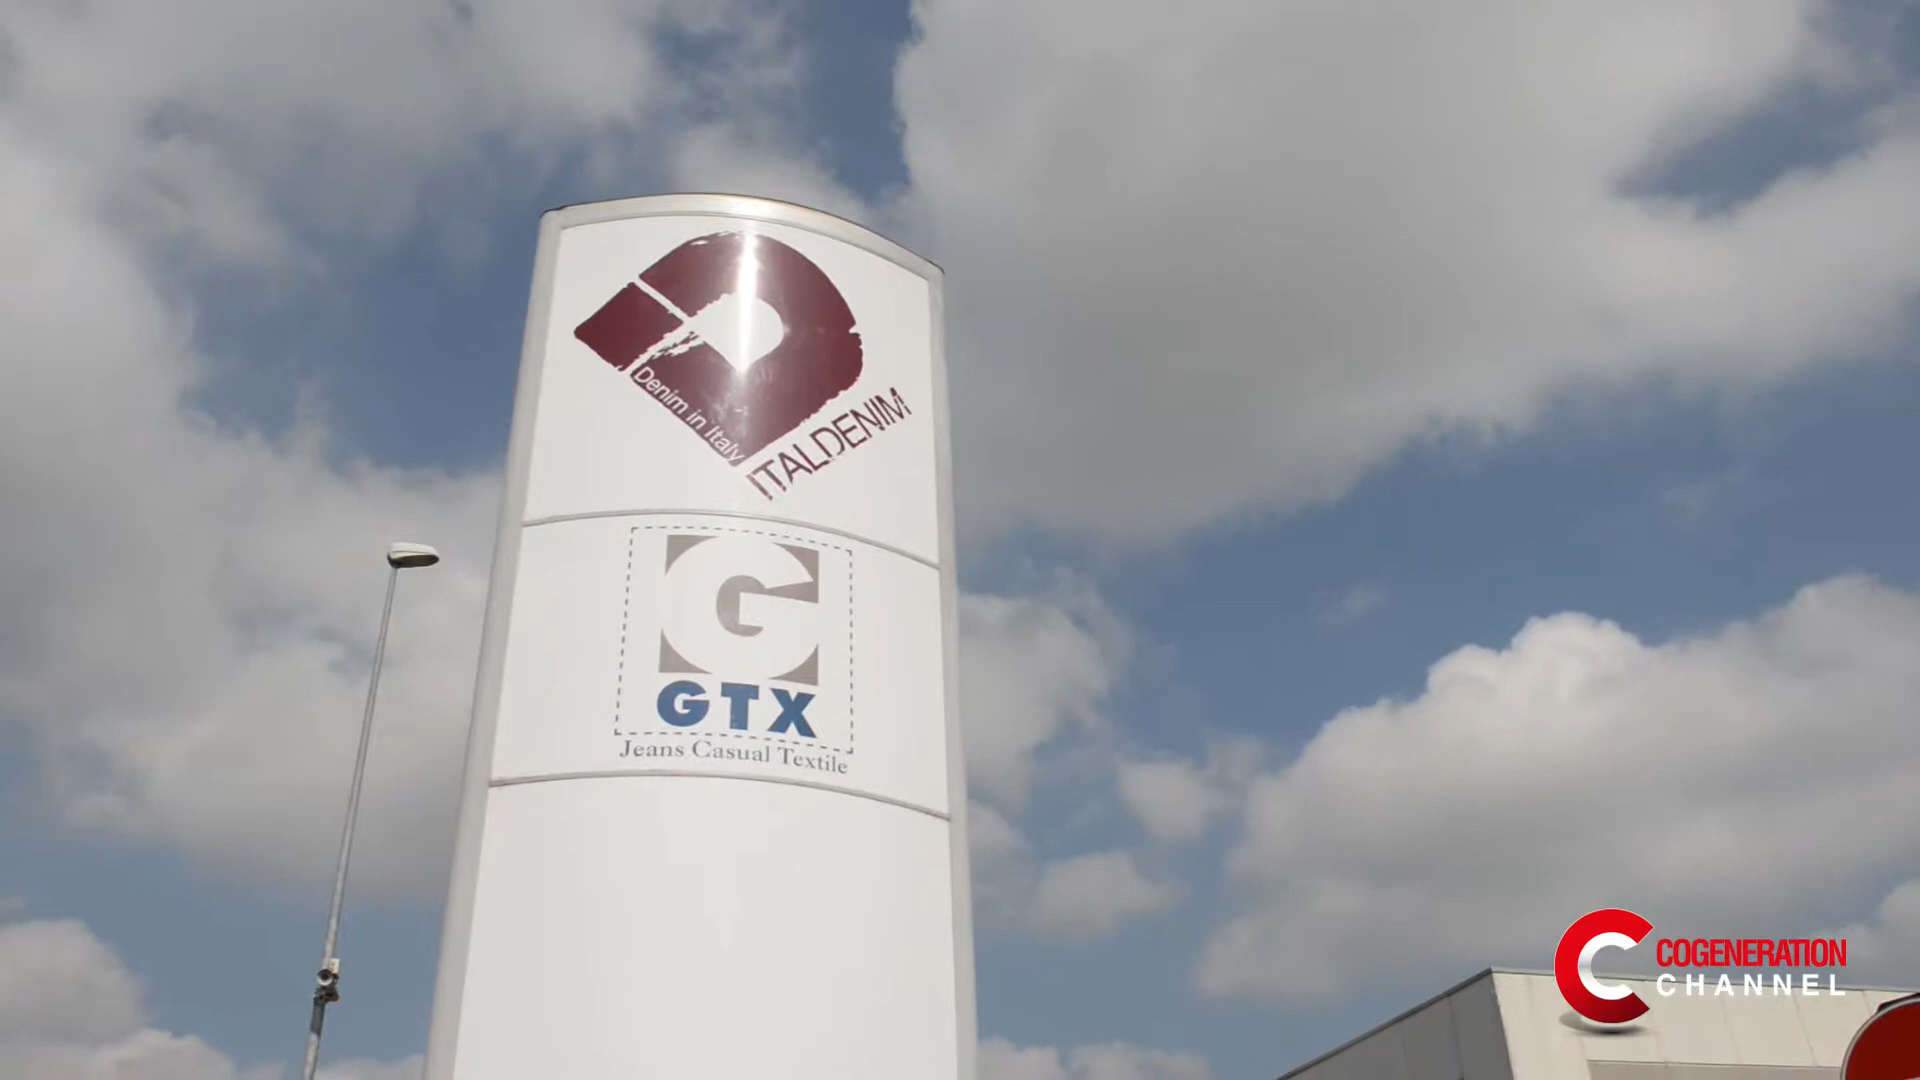 Denim in Italy
ITALDENIM
G
GTX
Jeans Casual Textile
COGENERATION
CHANNEL